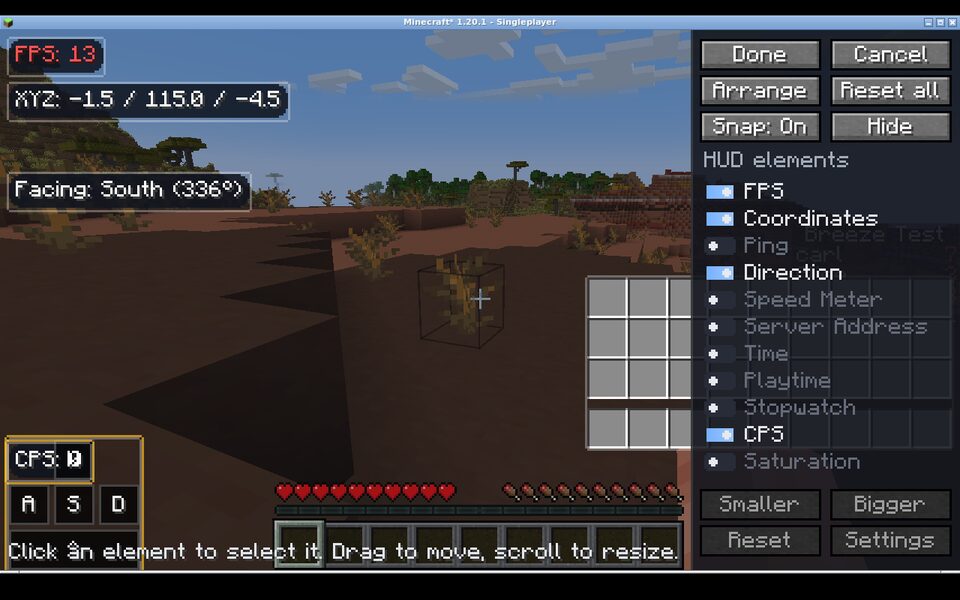 Minecraft* 1.20.1 - Singleplayer
FPS: 13
XYZ: -1.5 / 115.0 / -4.5
Facing: South (336°)
CPS:
A S D
Click an element to select it. Drag to move, scroll to resize.
Done Cancel
Arrange Reset all
Snap: On Hide
HUD elements
FPS
Coordinates
Ping
Direction
Speed Meter
Server Address
Time
Playtime
Stopwatch
CPS
Saturation
Smaller Bigger
Reset Settings
Breeze Test
carl